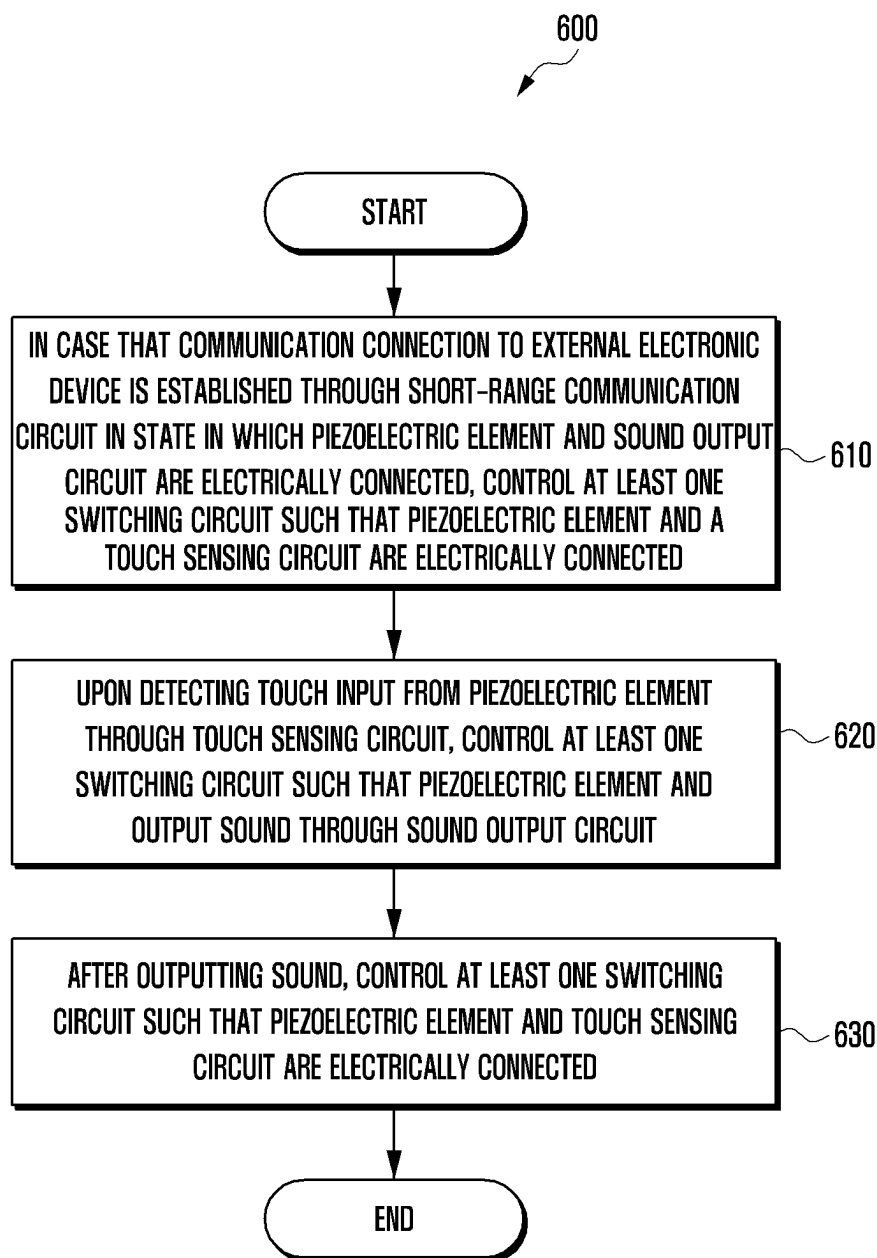 600
START
IN CASE THAT COMMUNICATION CONNECTION TO EXTERNAL ELECTRONIC
DEVICE IS ESTABLISHED THROUGH SHORT-RANGE COMMUNICATION
CIRCUIT IN STATE IN WHICH PIEZOELECTRIC ELEMENT AND SOUND OUTPUT
CIRCUIT ARE ELECTRICALLY CONNECTED, CONTROL AT LEAST ONE
SWITCHING CIRCUIT SUCH THAT PIEZOELECTRIC ELEMENT AND A
TOUCH SENSING CIRCUIT ARE ELECTRICALLY CONNECTED
610
UPON DETECTING TOUCH INPUT FROM PIEZOELECTRIC ELEMENT
THROUGH TOUCH SENSING CIRCUIT, CONTROL AT LEAST ONE
SWITCHING CIRCUIT SUCH THAT PIEZOELECTRIC ELEMENT AND
OUTPUT SOUND THROUGH SOUND OUTPUT CIRCUIT
620
AFTER OUTPUTTING SOUND, CONTROL AT LEAST ONE SWITCHING
CIRCUIT SUCH THAT PIEZOELECTRIC ELEMENT AND TOUCH SENSING
CIRCUIT ARE ELECTRICALLY CONNECTED
630
END